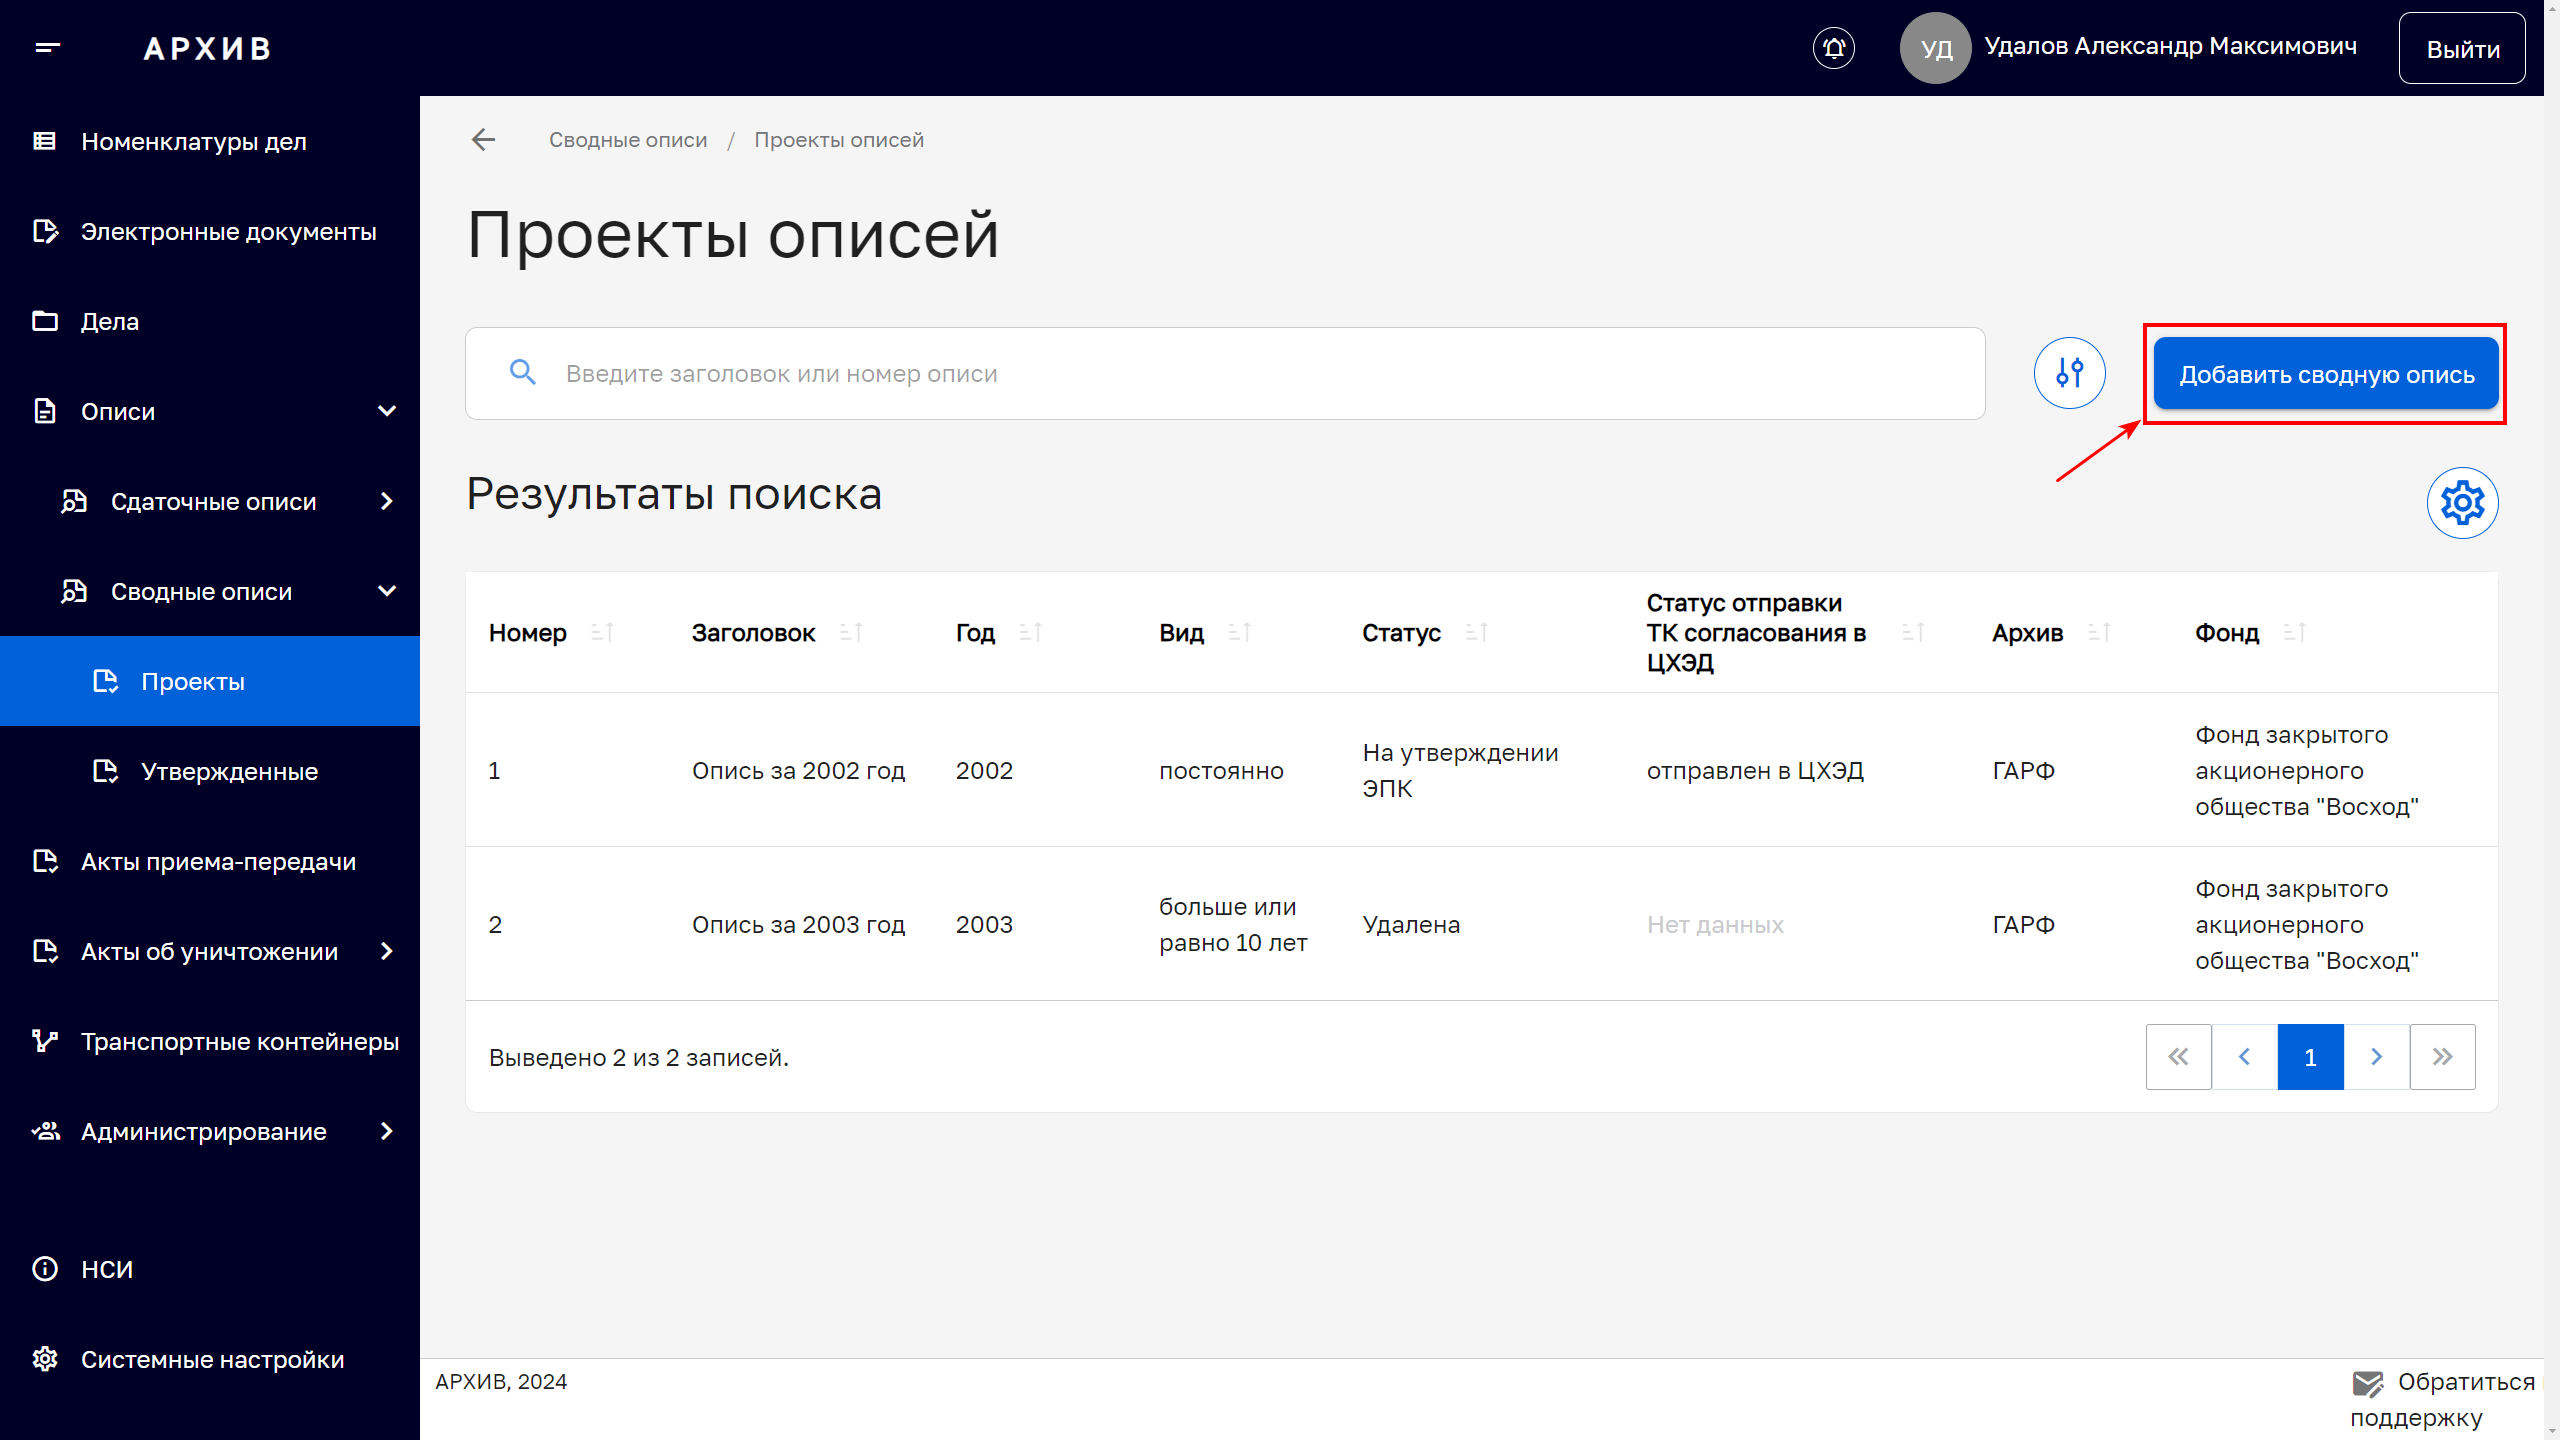 АРХИВ
УД
Удалов Александр Максимович
Выйти
Номенклатуры дел
Электронные документы
Дела
Описи
Сдаточные описи
Сводные описи
Проекты
Утвержденные
Акты приема-передачи
Акты об уничтожении
Транспортные контейнеры
Администрирование
НСИ
Системные настройки
Сводные описи / Проекты описей
Проекты описей
Введите заголовок или номер описи
Добавить сводную опись
Результаты поиска
Номер
Заголовок
Год
Вид
Статус
Статус отправки
ТК согласования в
ЦХЭД
Архив
Фонд
1
Опись за 2002 год
2002
постоянно
На утверждении
ЭПК
отправлен в ЦХЭД
ГАРФ
Фонд закрытого
акционерного
общества "Восход"
2
Опись за 2003 год
2003
больше или
равно 10 лет
Удалена
Нет данных
ГАРФ
Фонд закрытого
акционерного
общества "Восход"
Выведено 2 из 2 записей.
1
АРХИВ, 2024
Обратиться
поддержку